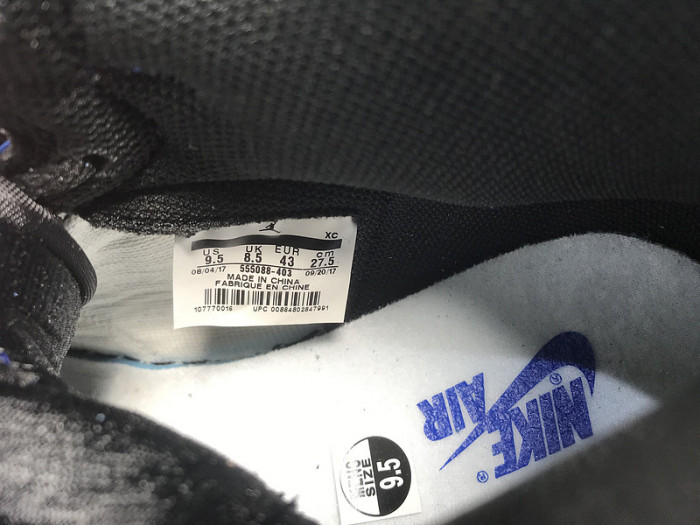 XC
US UK EUR cm
9.5 8.5 43 27.5
08/04/17 555088-403 09/20/17
MADE IN CHINA
FABRIQUE EN CHINE
107770016 UPC 00884802847991
NIKE ®
AIR ®
SIZE
9.5